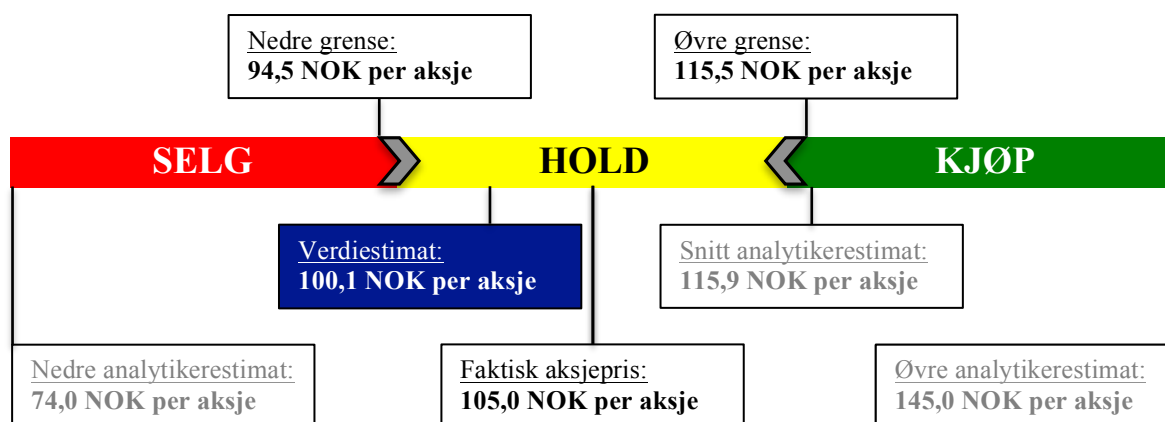 Nedre grense:
94,5 NOK per aksje
Øvre grense:
115,5 NOK per aksje
SELG
HOLD
KJØP
Verdiestimat:
100,1 NOK per aksje
Snitt analytikerestimat:
115,9 NOK per aksje
Nedre analytikerestimat:
74,0 NOK per aksje
Faktisk aksjepris:
105,0 NOK per aksje
Øvre analytikerestimat:
145,0 NOK per aksje